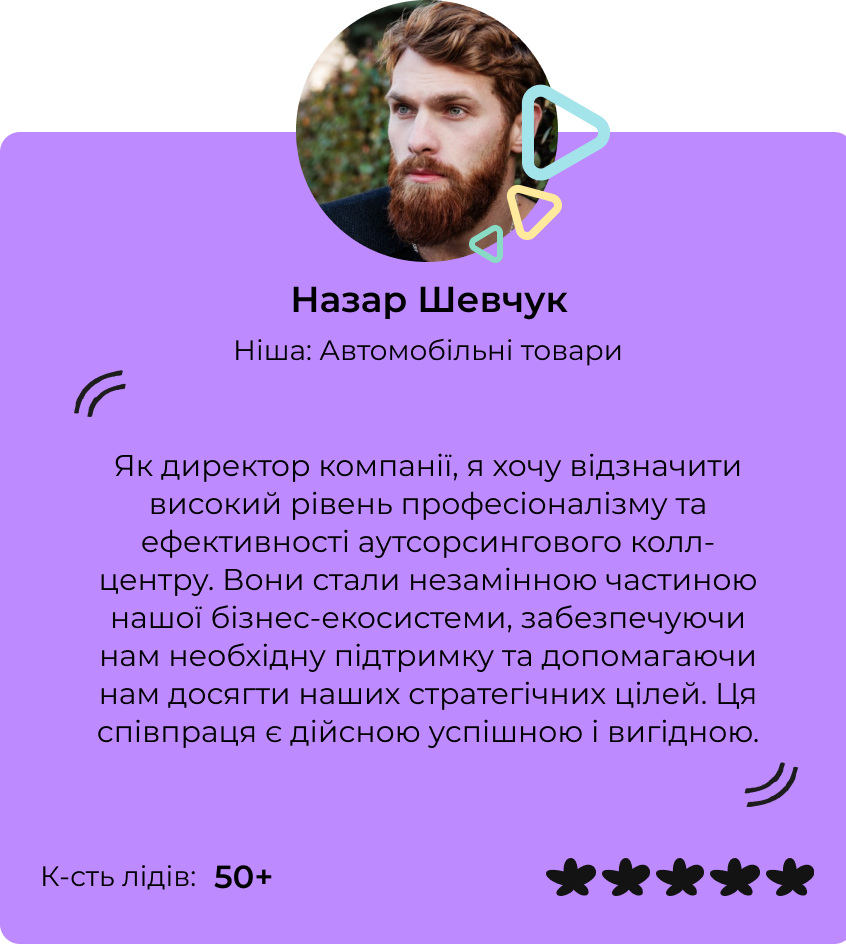 Назар Шевчук
Ніша: Автомобільні товари
Як директор компанії, я хочу відзначити
високий рівень професіоналізму та
ефективності аутсорсингового колл-
центру. Вони стали незамінною частиною
нашої бізнес-екосистеми, забезпечуючи
нам необхідну підтримку та допомагаючи
нам досягти наших стратегічних цілей. Ця
співпраця є дійсною успішною і вигідною.
К-сть лідів: 50+